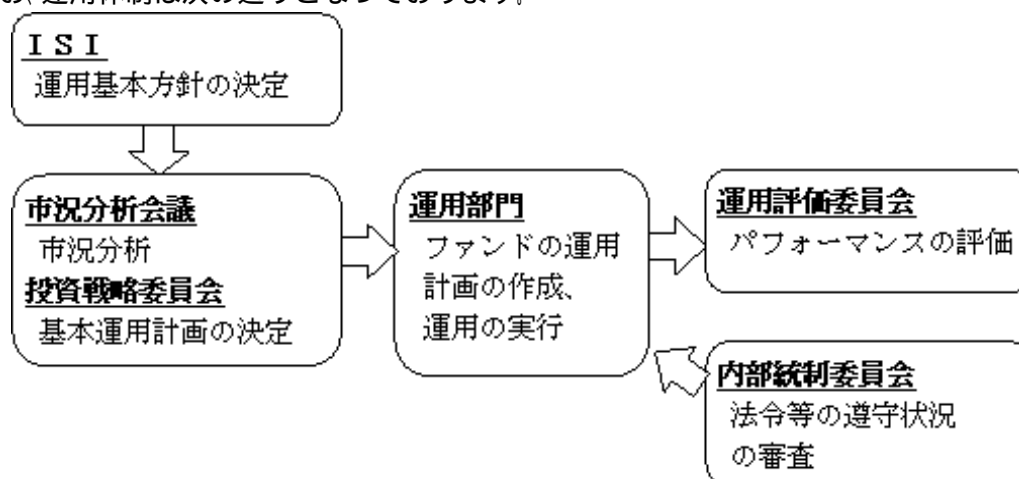 運用体制は次の通りとなっております。
ＩＳＩ
運用基本方針の決定
市況分析会議
市況分析
投資戦略委員会
基本運用計画の決定
運用部門
ファンドの運用
計画の作成、
運用の実行
運用評価委員会
パフォーマンスの評価
内部統制委員会
法令等の遵守状況
の審査